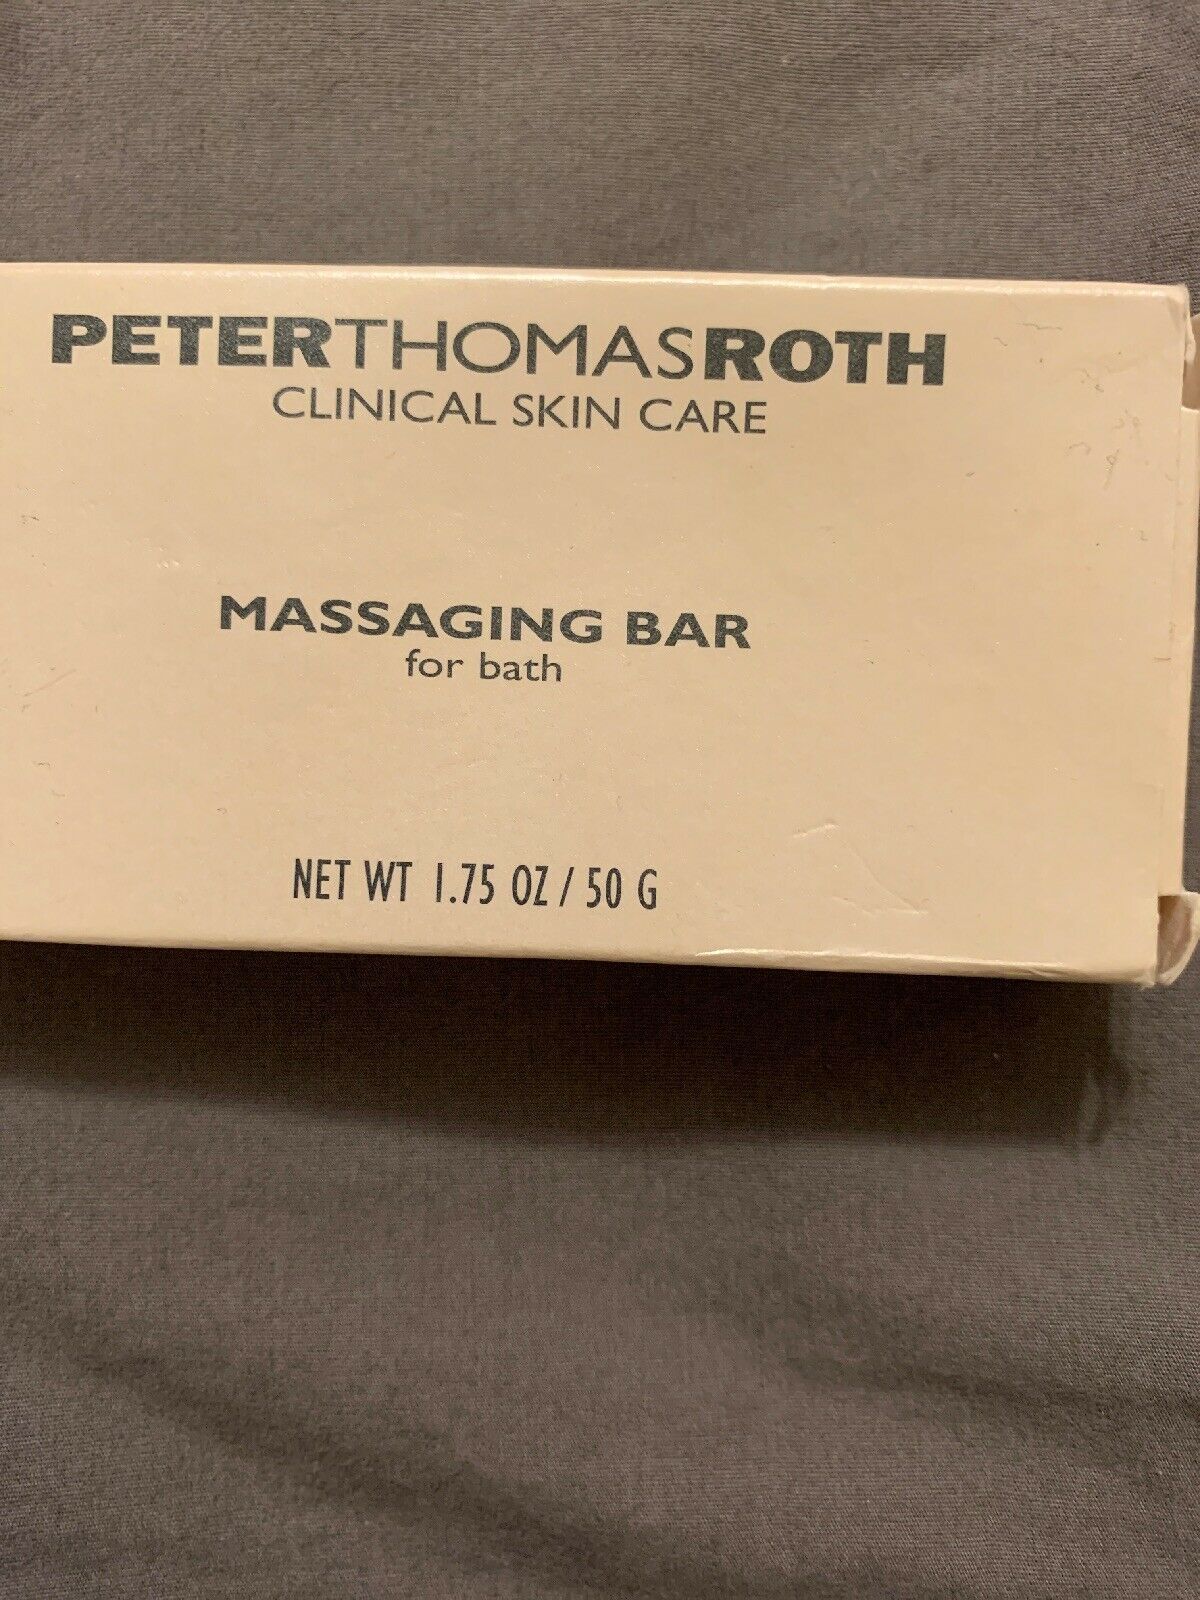 PETERTHOMASROTH
CLINICAL SKIN CARE
MASSAGING BAR
for bath
NET WT 1.75 OZ / 50 G